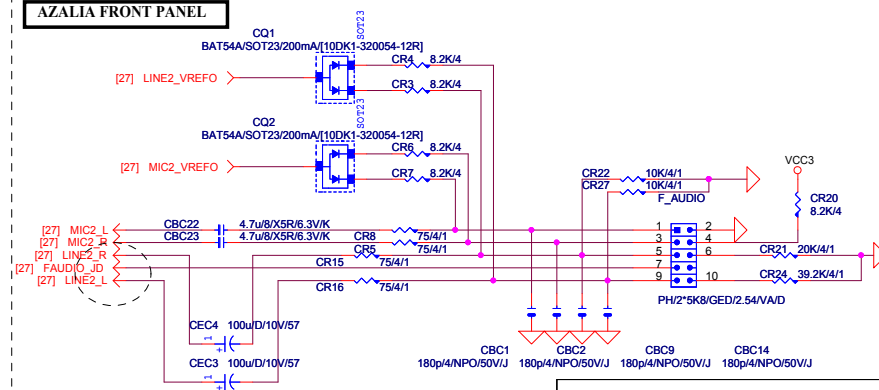 AZALIA FRONT PANEL
CQ1
SOT23
BAT54A/SOT23/200mA/[10DK1-320054-12R]
CR4 8.2K/4
[27] LINE2_VREFO
CR3 8.2K/4
CQ2
SOT23
BAT54A/SOT23/200mA/[10DK1-320054-12R]
CR6 8.2K/4
[27] MIC2_VREFO
CR7 8.2K/4
CR22 10K/4/1
CR27 10K/4/1
VCC3
F_AUDIO
CR20
8.2K/4
[27] MIC2_L CBC22 4.7u/8/X5R/6.3V/K 1 2
[27] MIC2_R CBC23 4.7u/8/X5R/6.3V/K CR8 75/4/1 3 4
[27] LINE2_R CR5 75/4/1 5 6 CR21 20K/4/1
[27] FAUDIO_JD CR15 75/4/1 7
[27] LINE2_L CR16 75/4/1 9 10 CR24 39.2K/4/1
PH/2*5K8/GED/2.54/VA/D
CEC4 100u/D/10V/57
1
+
CEC3 100u/D/10V/57
1
+
CBC1 CBC2 CBC9 CBC14
180p/4/NPO/50V/J 180p/4/NPO/50V/J 180p/4/NPO/50V/J 180p/4/NPO/50V/J